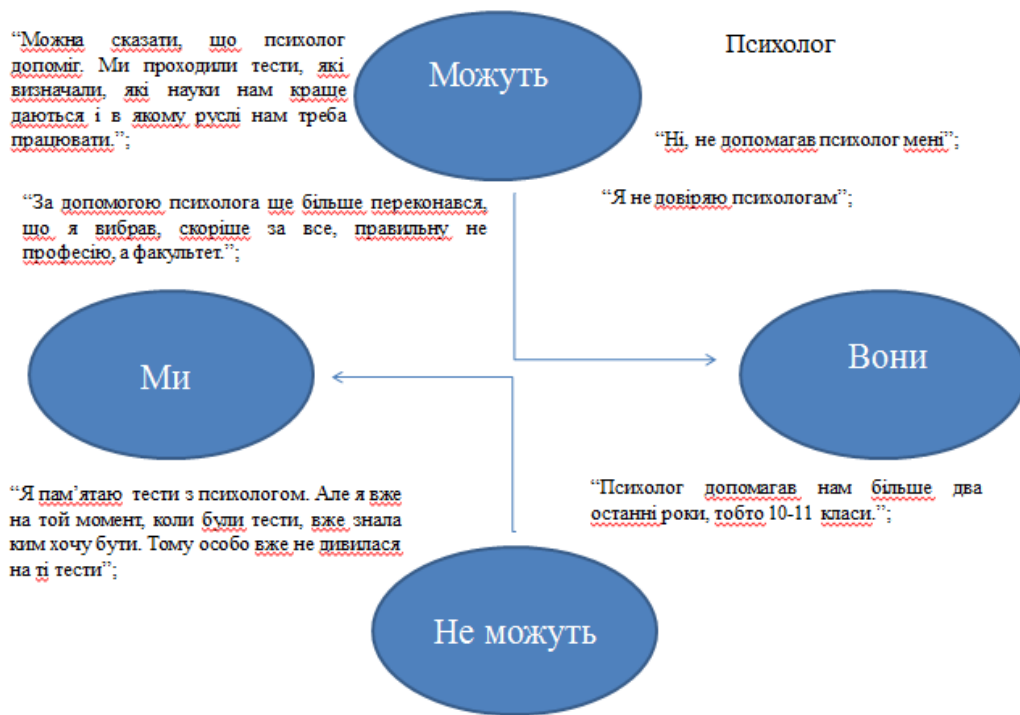 “Можна сказати, що психолог
допоміг. Ми проходили тести, які
визначали, які науки нам краще
даються і в якому руслі нам треба
працювати.”;
Можуть
Психолог
“Ні, не допомагав психолог мені”;
“За допомогою психолога ще більше переконався,
що я вибрав, скоріше за все, правильну не
професію, а факультет.”;
“Я не довіряю психологам”;
Ми
Вони
“Я пам’ятаю тести з психологом. Але я вже
на той момент, коли були тести, вже знала
ким хочу бути. Тому особо вже не дивилася
на ті тести”;
“Психолог допомагав нам більше два
останні роки, тобто 10-11 класи.”;
Не можуть